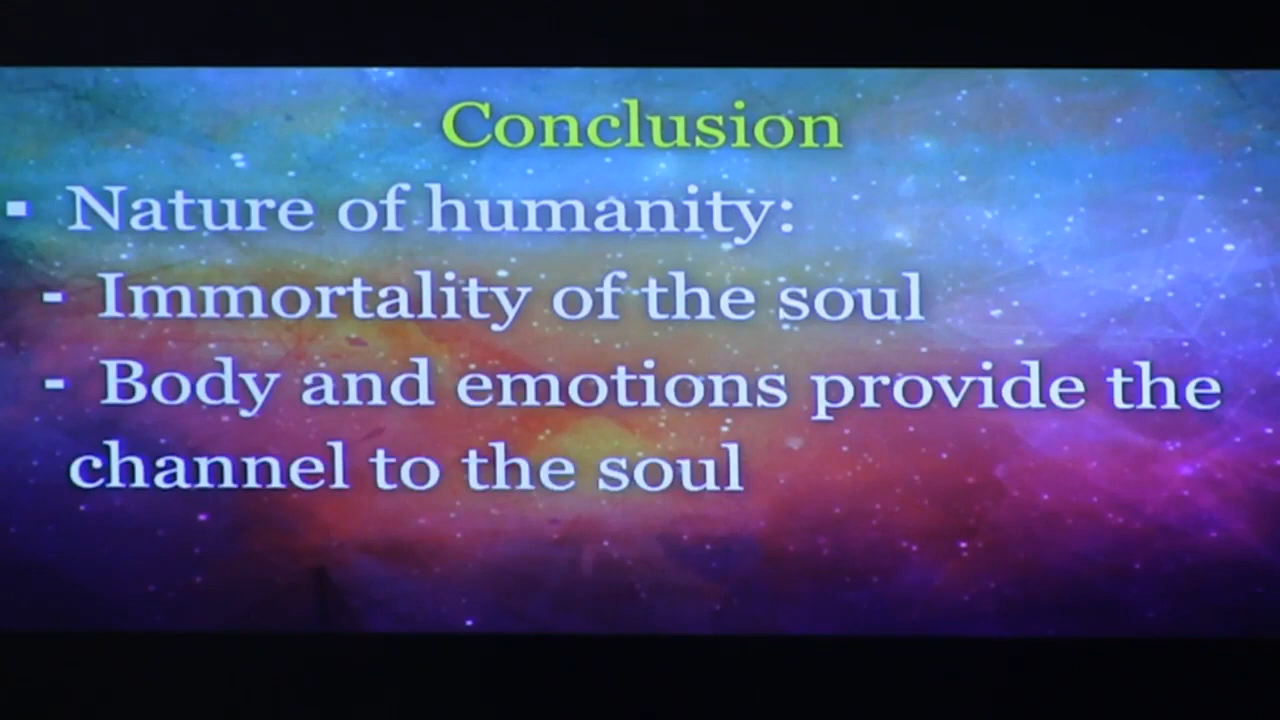 Conclusion
▪ Nature of humanity:
- Immortality of the soul
- Body and emotions provide the
channel to the soul